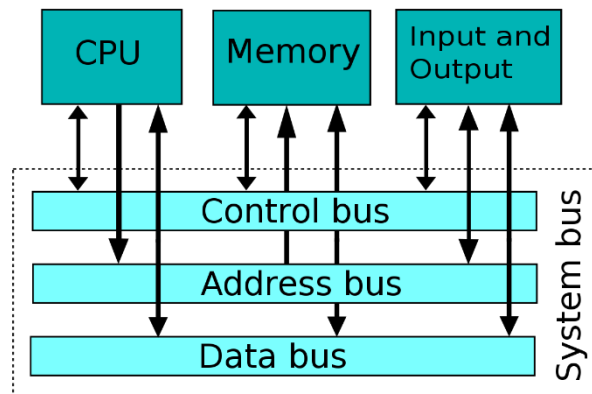 CPU
Memory
Input and
Output
Control bus
Address bus
Data bus
System bus